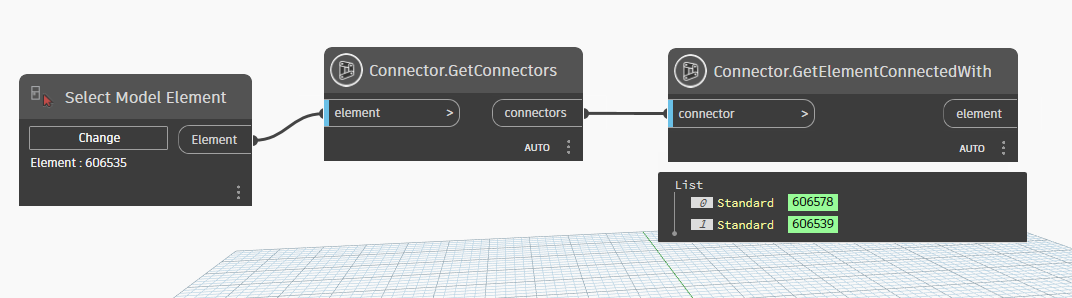 Select Model Element
Change
Element
Element : 606535
Connector.GetConnectors
element >
connectors
AUTO
Connector.GetElementConnectedWith
connector >
element
AUTO
List
0 Standard 606578
1 Standard 606539